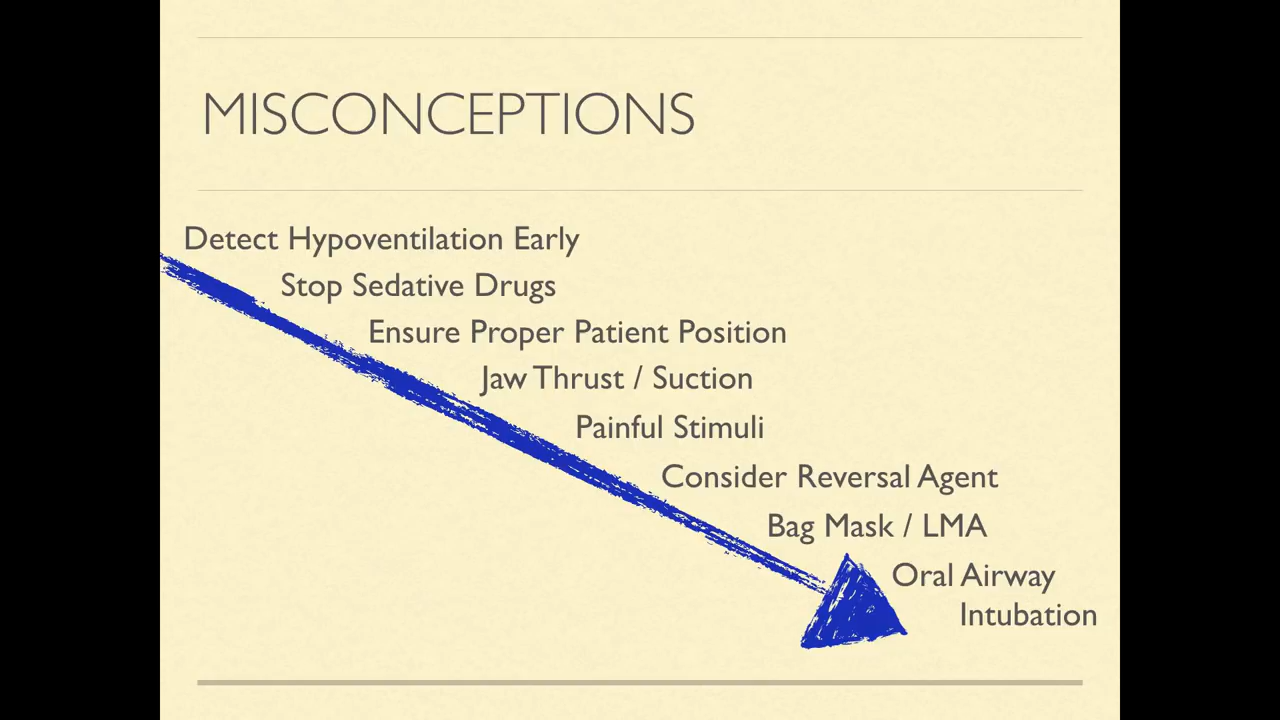 MISCONCEPTIONS
Detect Hypoventilation Early
Stop Sedative Drugs
Ensure Proper Patient Position
Jaw Thrust / Suction
Painful Stimuli
Consider Reversal Agent
Bag Mask / LMA
Oral Airway
Intubation